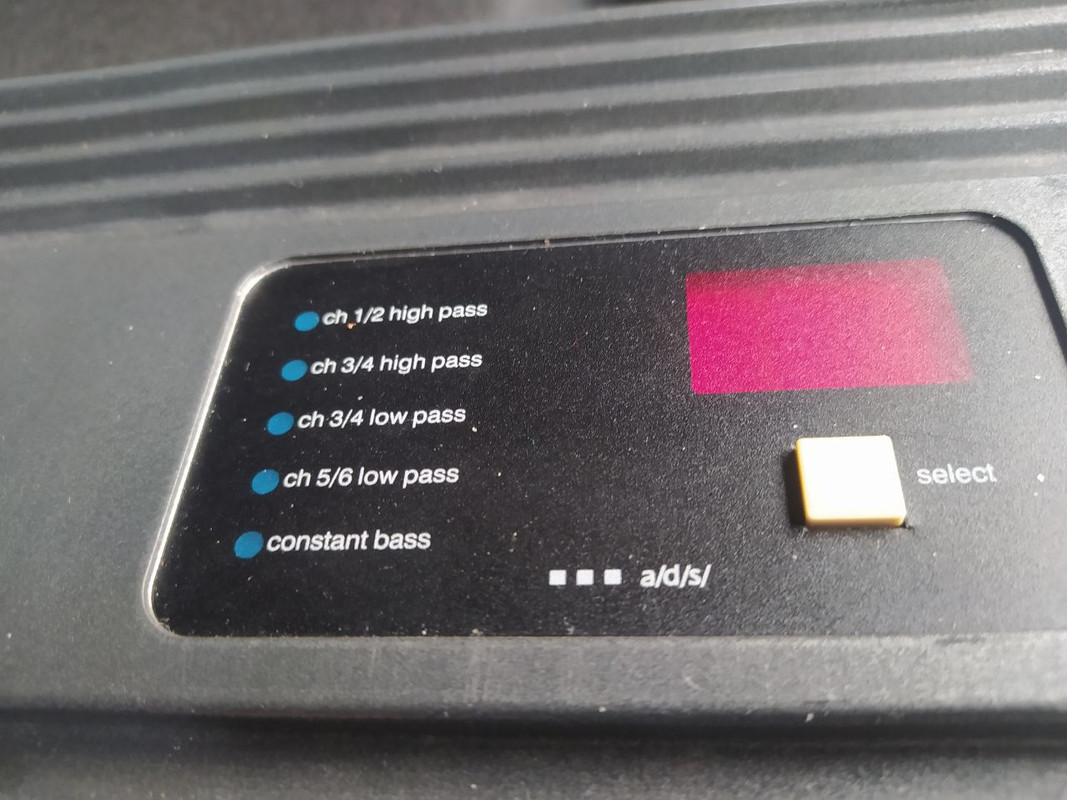 ch 1/2 high pass
ch 3/4 high pass
ch 3/4 low pass
ch 5/6 low pass
select
constant bass
a/d/s/